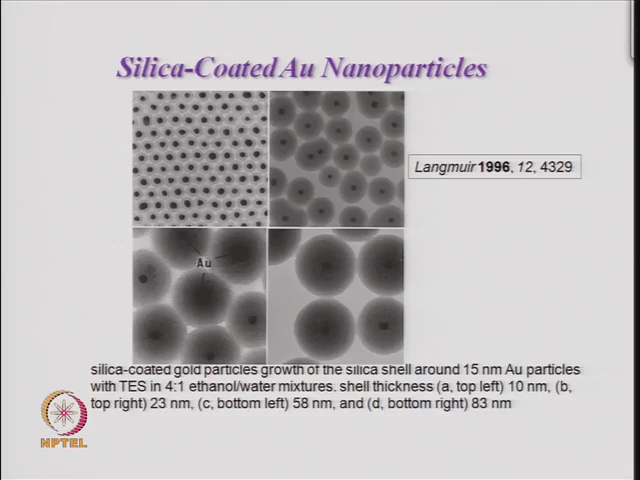 Silica-Coated Au Nanoparticles
Langmuir 1996, 12, 4329
Au
silica-coated gold particles growth of the silica shell around 15 nm Au particles
with TES in 4:1 ethanol/water mixtures. shell thickness (a, top left) 10 nm, (b,
top right) 23 nm, (c, bottom left) 58 nm, and (d, bottom right) 83 nm
NPTEL